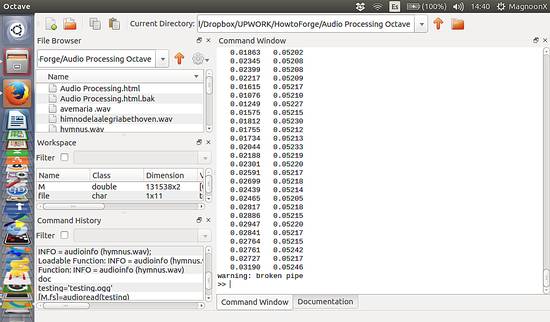 Octave
Es
(100%)
14:40
MagnoonX
Current Directory:
l/Dropbox/UPWORK/HowtoForge/Audio Processing Octave
File Browser
Forge/Audio Processing Octave
Name
Audio Processing.html
Audio Processing.html.bak
avemaria .wav
himnodelaalegriabethoven.wav
hymnus.wav
Workspace
Filter
Name Class Dimension V
M double 131538x2 [0
file char 1x11 te
Command History
Filter
INFO = audioinfo (hymnus.wav);
Loadable Function: INFO = audioinfo (
Function: INFO = audioinfo (hymnus.wav)
doc
testing='testing.ogg'
[M,fs]=audioread(testing)
Command Window
0.01863 0.05202
0.02345 0.05208
0.02399 0.05208
0.02217 0.05209
0.01615 0.05217
0.01076 0.05210
0.01249 0.05227
0.01575 0.05215
0.01812 0.05230
0.01755 0.05212
0.01734 0.05213
0.02044 0.05233
0.02188 0.05219
0.02301 0.05220
0.02591 0.05217
0.02699 0.05218
0.02439 0.05214
0.02465 0.05205
0.02817 0.05218
0.02886 0.05215
0.02947 0.05220
0.02841 0.05217
0.02764 0.05215
0.02761 0.05242
0.02727 0.05217
0.03190 0.05246
warning: broken pipe
>>
Command Window
Documentation